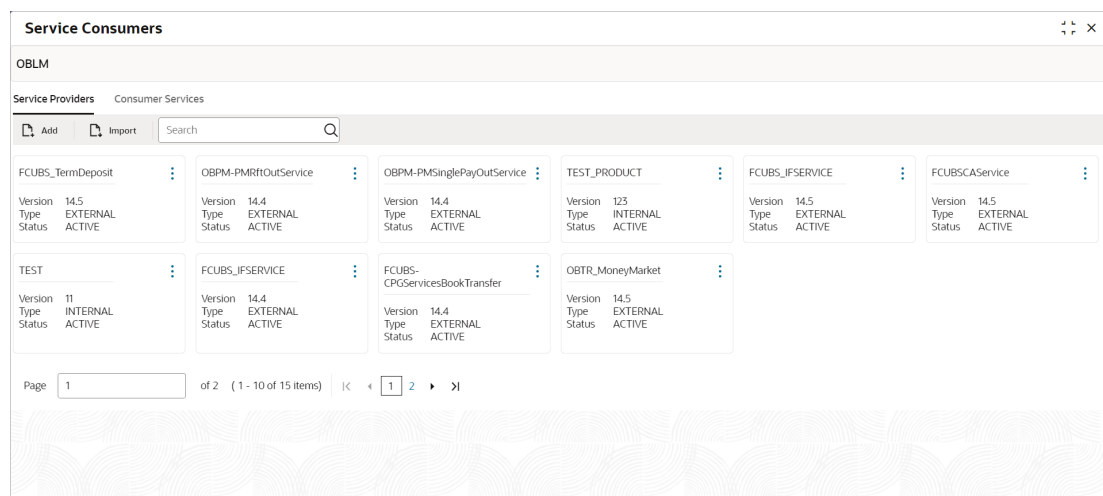 Service Consumers
OBLM
Service Providers Consumer Services
Add Import Search
FCUBS_TermDeposit
Version 14.5
Type EXTERNAL
Status ACTIVE
OBPM-PMRftOutService
Version 14.4
Type EXTERNAL
Status ACTIVE
OBPM-PMSinglePayOutService
Version 14.4
Type EXTERNAL
Status ACTIVE
TEST_PRODUCT
Version 123
Type INTERNAL
Status ACTIVE
FCUBS_IFSERVICE
Version 14.5
Type EXTERNAL
Status ACTIVE
FCUBSCAService
Version 14.5
Type EXTERNAL
Status ACTIVE
TEST
Version 11
Type INTERNAL
Status ACTIVE
FCUBS_IFSERVICE
Version 14.4
Type EXTERNAL
Status ACTIVE
FCUBS-
CPGServicesBookTransfer
Version 14.4
Type EXTERNAL
Status ACTIVE
OBTR_MoneyMarket
Version 14.5
Type EXTERNAL
Status ACTIVE
Page 1 of 2 (1 - 10 of 15 items) 1 2